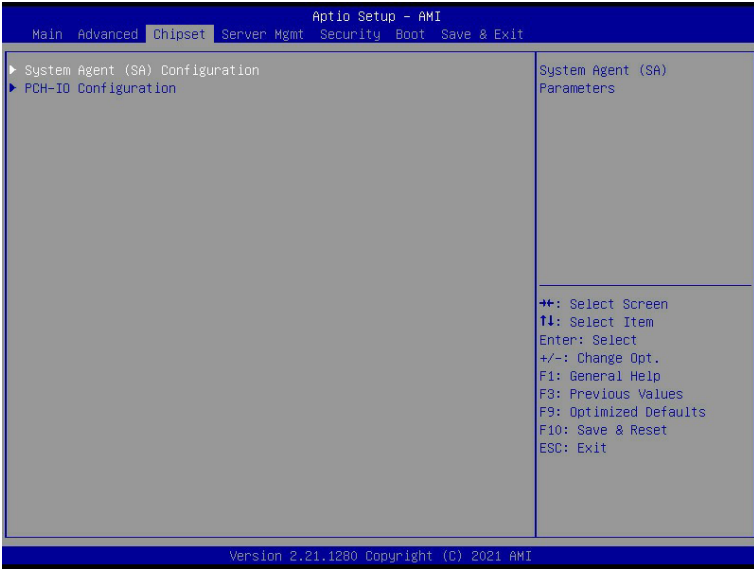 Aptio Setup – AMI
Main Advanced Chipset Server Mgmt Security Boot Save & Exit
▶ System Agent (SA) Configuration
▶ PCH-IO Configuration
System Agent (SA)
Parameters
→←: Select Screen
↑↓: Select Item
Enter: Select
+/-: Change Opt.
F1: General Help
F3: Previous Values
F9: Optimized Defaults
F10: Save & Reset
ESC: Exit
Version 2.21.1280 Copyright (C) 2021 AMI